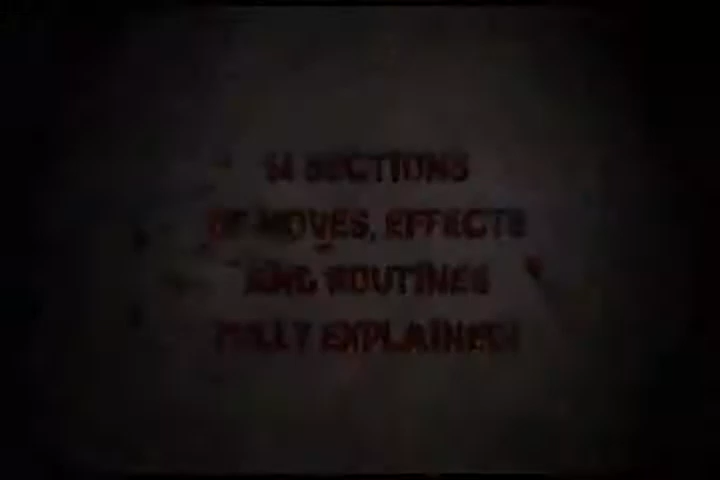 SECTIONS
OF MOVES, EFFECTS
AND ROUTINES
FULLY EXPLAINED